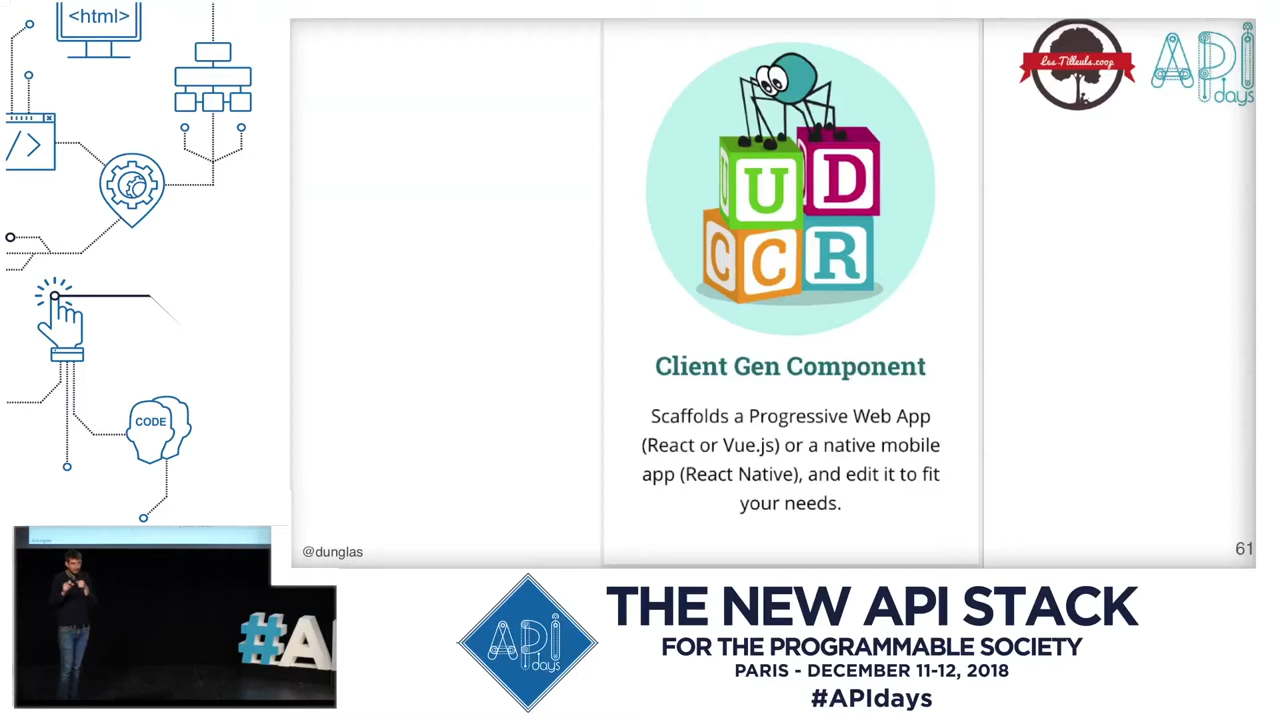 <html>
</>
CODE
Les-Tilleuls.coop
API
days
U
D
C
C
R
Client Gen Component
Scaffolds a Progressive Web App
(React or Vue.js) or a native mobile
app (React Native), and edit it to fit
your needs.
@dunglas
61
#A
API
days
THE NEW API STACK
FOR THE PROGRAMMABLE SOCIETY
PARIS - DECEMBER 11-12, 2018
#APIdays